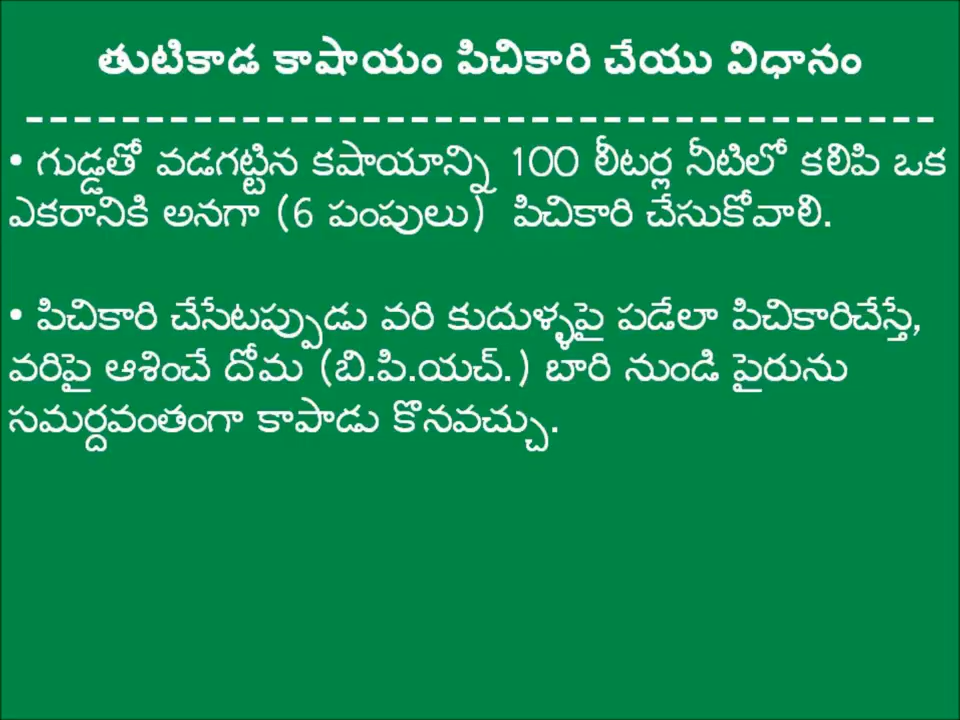 తుటికాడ కాషాయం పిచికారి చేయు విధానం
---------------------------------------
• గుడ్డతో వడగట్టిన కషాయాన్ని 100 లీటర్ల నీటిలో కలిపి ఒక
ఎకరానికి అనగా (6 పంపులు) పిచికారి చేసుకోవాలి.
• పిచికారి చేసేటప్పుడు వరి కుదుళ్ళపై పడేలా పిచికారిచేస్తే,
వరిపై ఆశించే దోమ (బి.పి.యచ్.) బారి నుండి పైరును
సమర్దవంతంగా కాపాడు కొనవచ్చు.